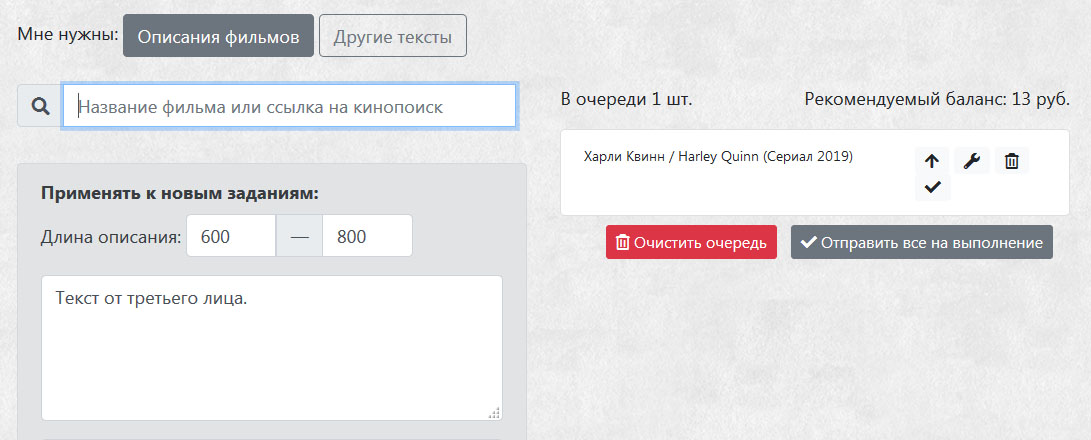 Мне нужны: Описания фильмов Другие тексты
Название фильма или ссылка на кинопоиск
Применять к новым заданиям:
Длина описания: 600 — 800
Текст от третьего лица.
В очереди 1 шт. Рекомендуемый баланс: 13 руб.
Харли Квинн / Harley Quinn (Сериал 2019)
Очистить очередь Отправить все на выполнение